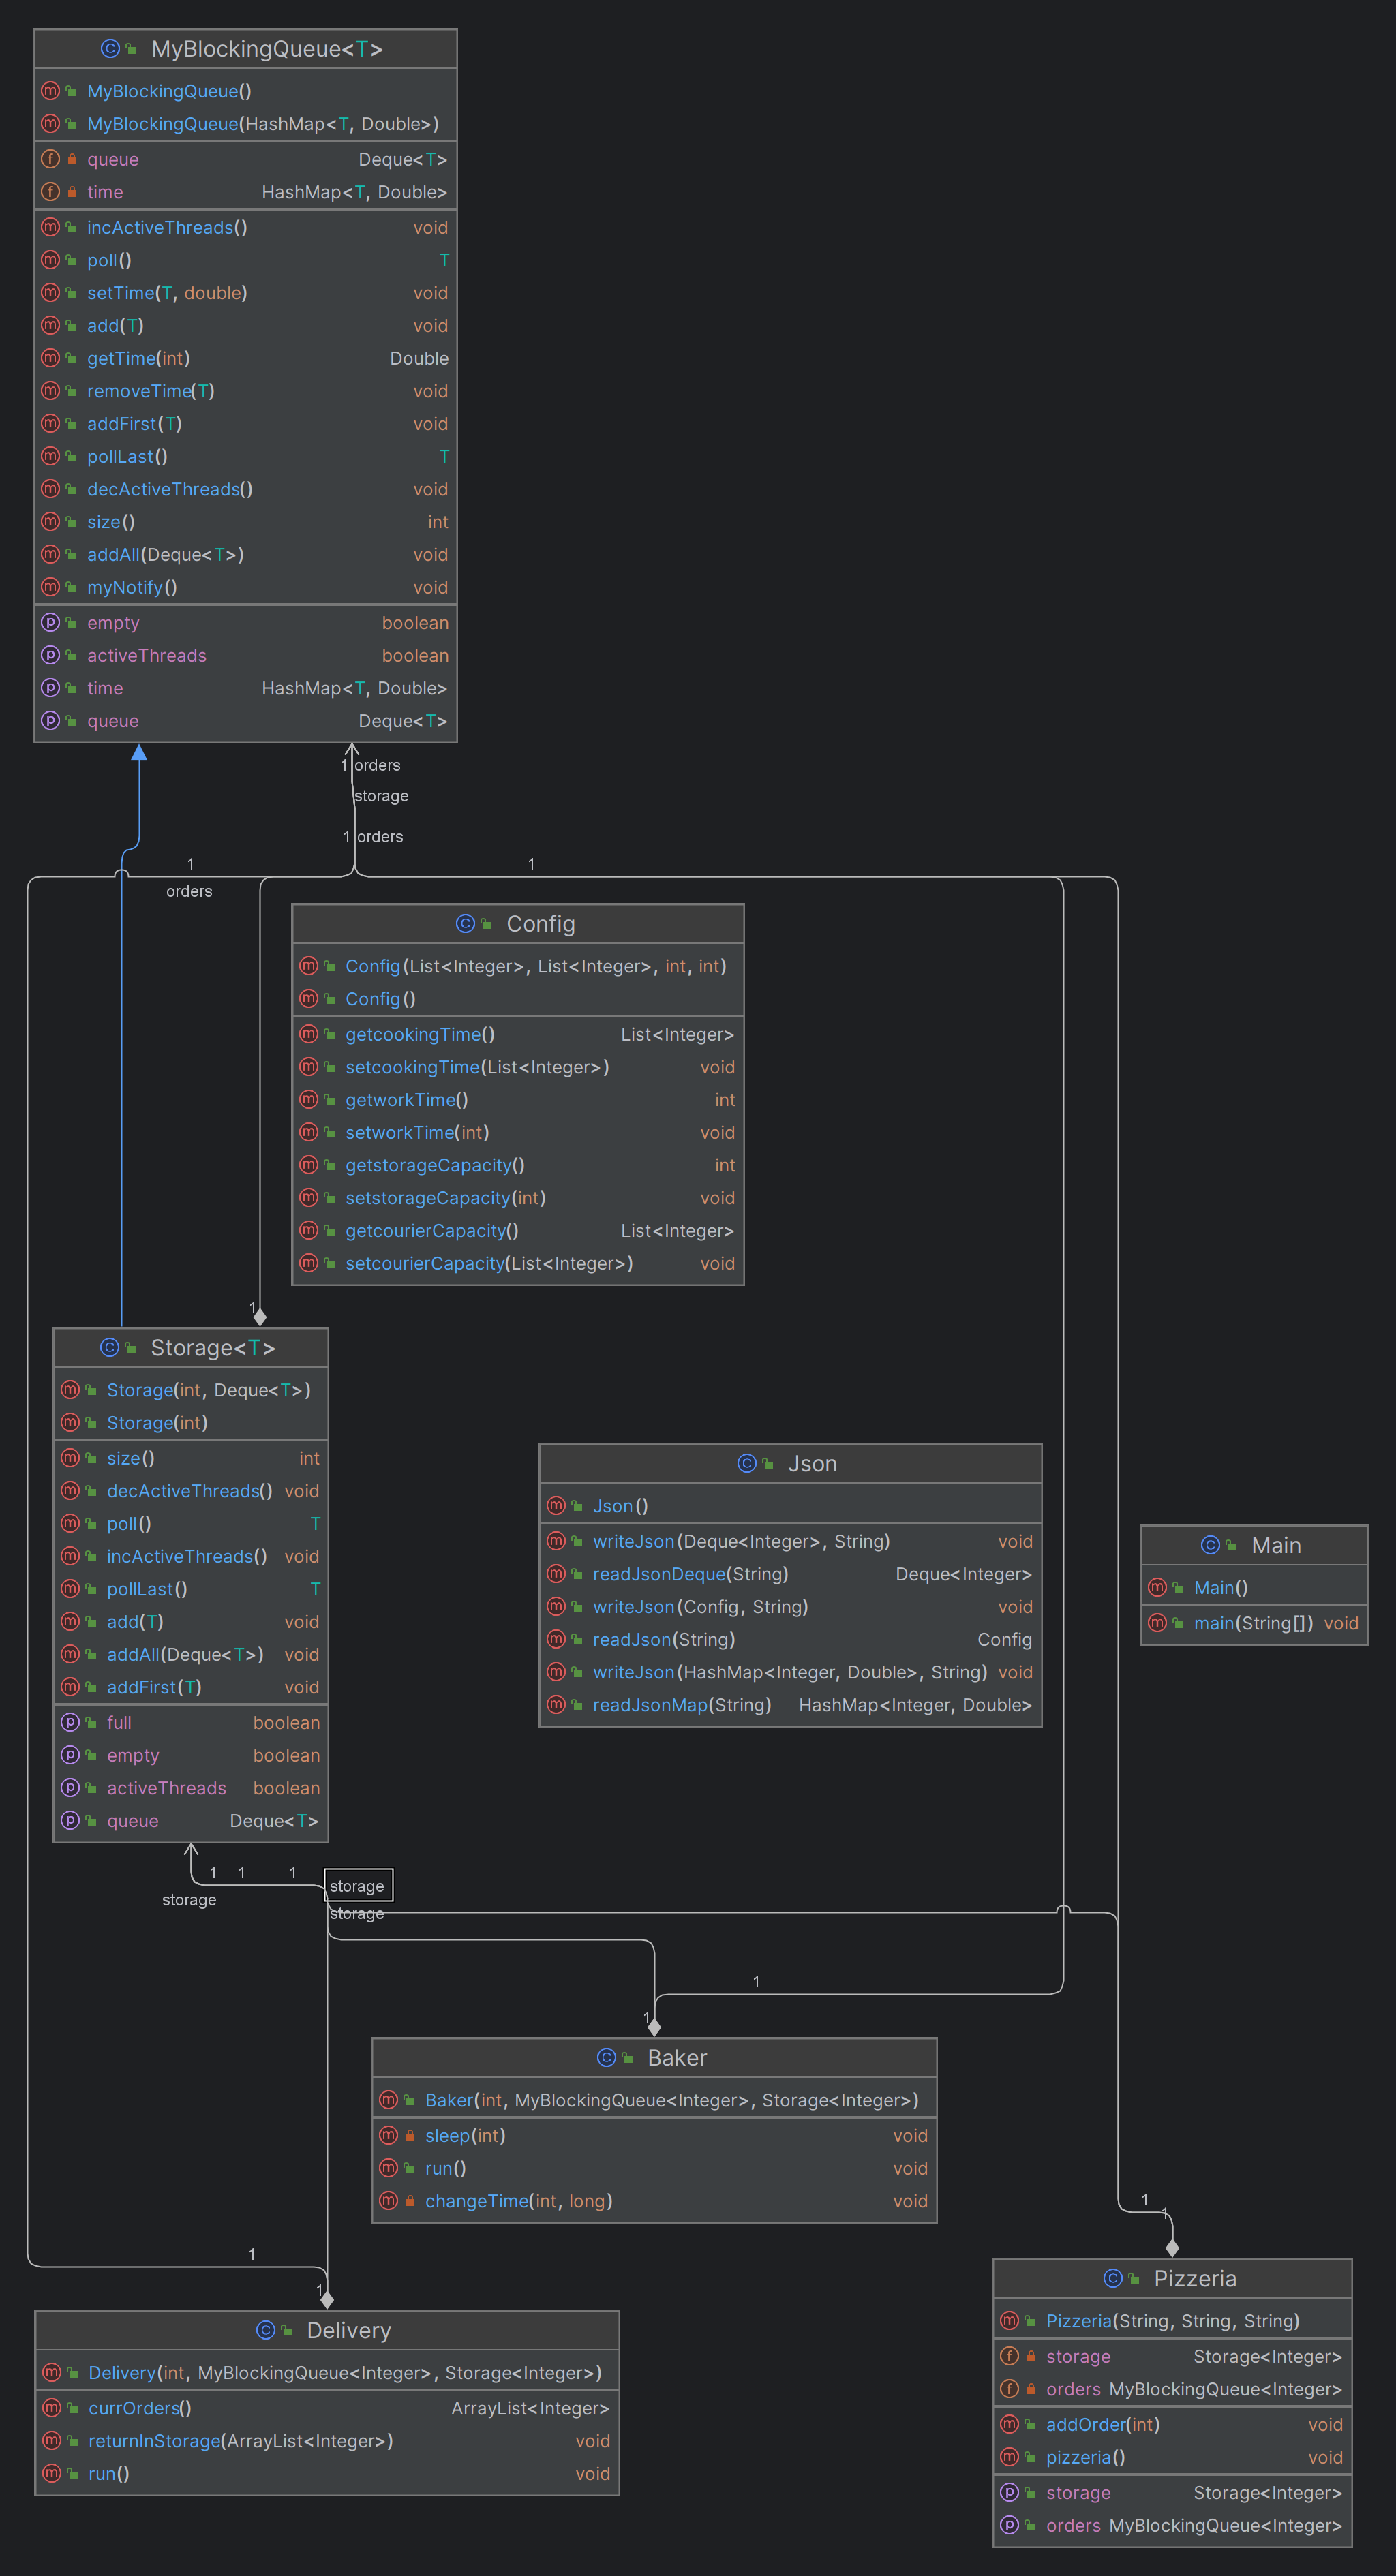 MyBlockingQueue<T>
MyBlockingQueue()
MyBlockingQueue(HashMap<T, Double>)
queue Deque<T>
time HashMap<T, Double>
incActiveThreads() void
poll() T
setTime(T, double) void
add(T) void
getTime(int) Double
removeTime(T) void
addFirst(T) void
pollLast() T
decActiveThreads() void
size() int
addAll(Deque<T>) void
myNotify() void
empty boolean
activeThreads boolean
time HashMap<T, Double>
queue Deque<T>
1 orders
storage
1 orders
1 1
orders
Config
Config(List<Integer>, List<Integer>, int, int)
Config()
getcookingTime() List<Integer>
setcookingTime(List<Integer>) void
getworkTime() int
setworkTime(int) void
getstorageCapacity() int
setstorageCapacity(int) void
getcourierCapacity() List<Integer>
setcourierCapacity(List<Integer>) void
1
Storage<T>
Storage(int, Deque<T>)
Storage(int)
size() int
decActiveThreads() void
poll() T
incActiveThreads() void
pollLast() T
add(T) void
addAll(Deque<T>) void
addFirst(T) void
full boolean
empty boolean
activeThreads boolean
queue Deque<T>
Json
Json()
writeJson(Deque<Integer>, String) void
readJsonDeque(String) Deque<Integer>
writeJson(Config, String) void
readJson(String) Config
writeJson(HashMap<Integer, Double>, String) void
readJsonMap(String) HashMap<Integer, Double>
Main
Main()
main(String[]) void
1 1 1
storage
storage
storage
1
1
Baker
Baker(int, MyBlockingQueue<Integer>, Storage<Integer>)
sleep(int) void
run() void
changeTime(int, long) void
1
1
1
1
Delivery
Delivery(int, MyBlockingQueue<Integer>, Storage<Integer>)
currOrders() ArrayList<Integer>
returnInStorage(ArrayList<Integer>) void
run() void
Pizzeria
Pizzeria(String, String, String)
storage Storage<Integer>
orders MyBlockingQueue<Integer>
addOrder(int) void
pizzeria() void
storage Storage<Integer>
orders MyBlockingQueue<Integer>